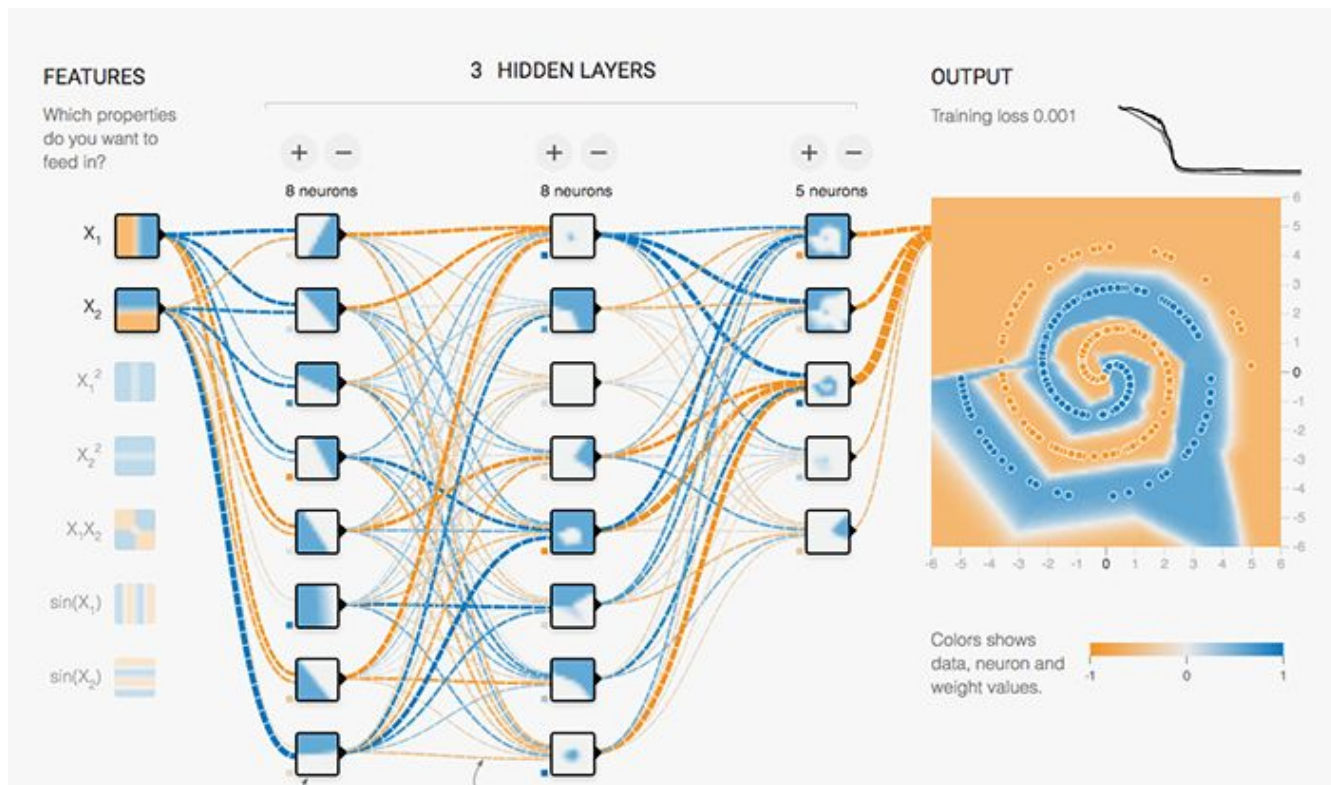 FEATURES
Which properties
do you want to
feed in?
X₁
X₂
X₁²
X₂²
X₁X₂
sin(X₁)
sin(X₂)
3 HIDDEN LAYERS
+ −
8 neurons
+ −
8 neurons
+ −
5 neurons
OUTPUT
Training loss 0.001
6
5
4
3
2
1
0
-1
-2
-3
-4
-5
-6
-6 -5 -4 -3 -2 -1 0 1 2 3 4 5 6
Colors shows
data, neuron and
weight values.
-1 0 1